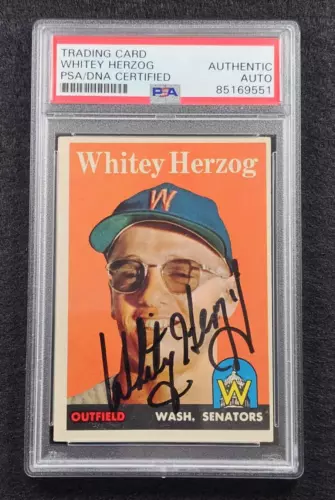 TRADING CARD
WHITEY HERZOG
PSA/DNA CERTIFIED
AUTHENTIC
AUTO
85169551
PSA
Whitey Herzog
W
Whitey Herzog
W
OUTFIELD
WASH. SENATORS